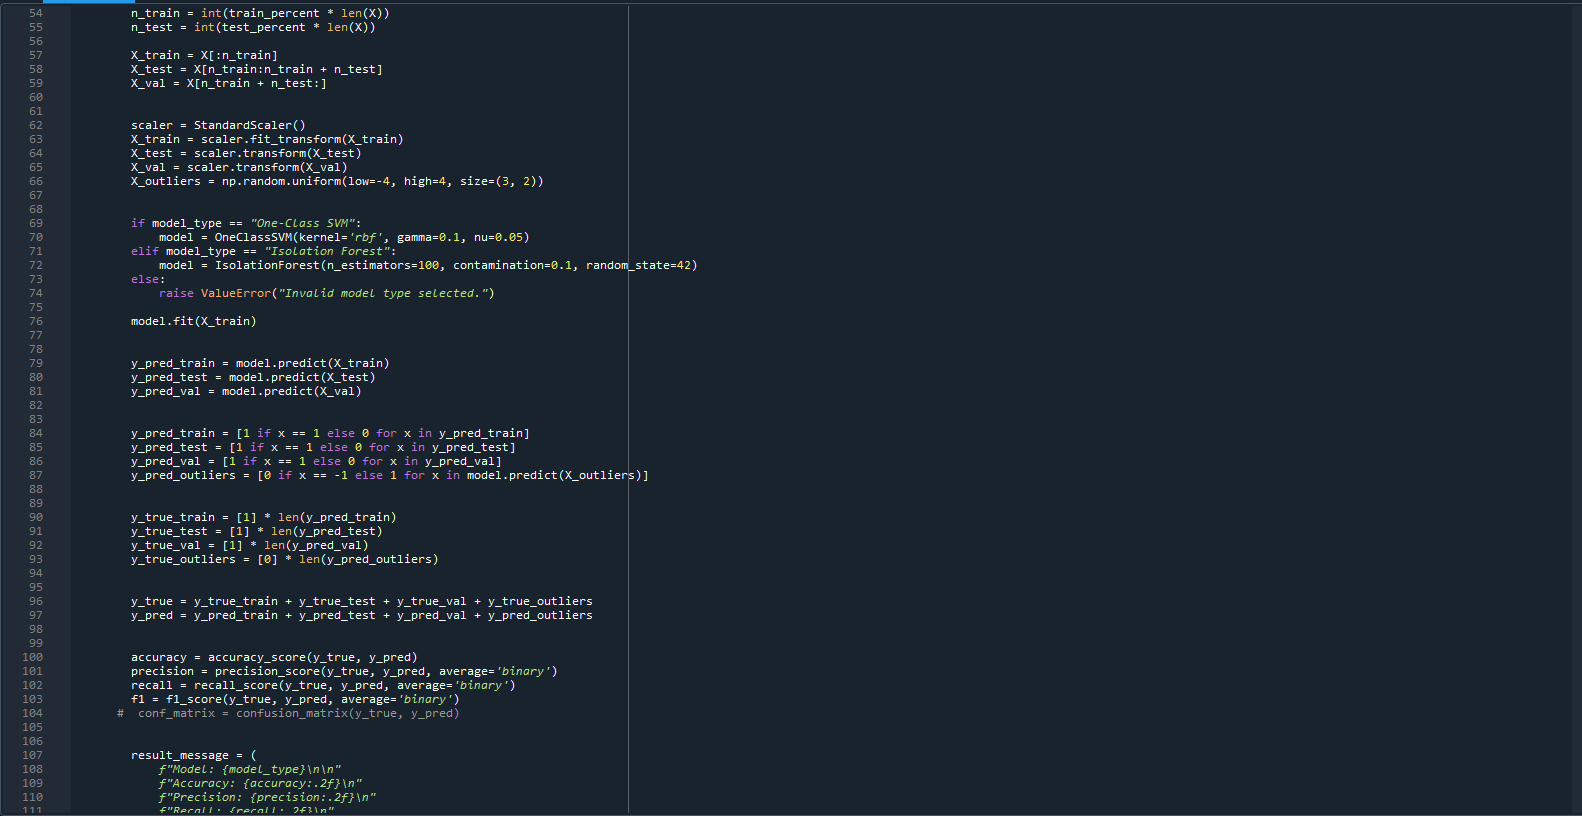 54 n_train = int(train_percent * len(X))
55 n_test = int(test_percent * len(X))
56
57 X_train = X[:n_train]
58 X_test = X[n_train:n_train + n_test]
59 X_val = X[n_train + n_test:]
60
61
62 scaler = StandardScaler()
63 X_train = scaler.fit_transform(X_train)
64 X_test = scaler.transform(X_test)
65 X_val = scaler.transform(X_val)
66 X_outliers = np.random.uniform(low=-4, high=4, size=(3, 2))
67
68
69 if model_type == "One-Class SVM":
70 model = OneClassSVM(kernel='rbf', gamma=0.1, nu=0.05)
71 elif model_type == "Isolation Forest":
72 model = IsolationForest(n_estimators=100, contamination=0.1, random_state=42)
73 else:
74 raise ValueError("Invalid model type selected.")
75
76 model.fit(X_train)
77
78
79 y_pred_train = model.predict(X_train)
80 y_pred_test = model.predict(X_test)
81 y_pred_val = model.predict(X_val)
82
83
84 y_pred_train = [1 if x == 1 else 0 for x in y_pred_train]
85 y_pred_test = [1 if x == 1 else 0 for x in y_pred_test]
86 y_pred_val = [1 if x == 1 else 0 for x in y_pred_val]
87 y_pred_outliers = [0 if x == -1 else 1 for x in model.predict(X_outliers)]
88
89
90 y_true_train = [1] * len(y_pred_train)
91 y_true_test = [1] * len(y_pred_test)
92 y_true_val = [1] * len(y_pred_val)
93 y_true_outliers = [0] * len(y_pred_outliers)
94
95
96 y_true = y_true_train + y_true_test + y_true_val + y_true_outliers
97 y_pred = y_pred_train + y_pred_test + y_pred_val + y_pred_outliers
98
99
100 accuracy = accuracy_score(y_true, y_pred)
101 precision = precision_score(y_true, y_pred, average='binary')
102 recall = recall_score(y_true, y_pred, average='binary')
103 f1 = f1_score(y_true, y_pred, average='binary')
104 # conf_matrix = confusion_matrix(y_true, y_pred)
105
106
107 result_message = (
108 f"Model: {model_type}\n\n"
109 f"Accuracy: {accuracy:.2f}\n"
110 f"Precision: {precision:.2f}\n"
111 f"Recall: {recall:.2f}\n"